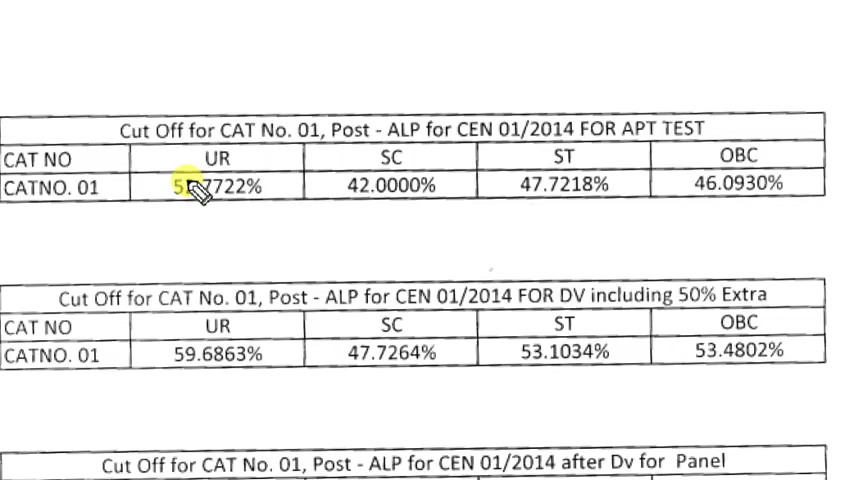 Cut Off for CAT No. 01, Post - ALP for CEN 01/2014 FOR APT TEST
CAT NO UR SC ST OBC
CATNO. 01 42.0000% 47.7218% 46.0930%
Cut Off for CAT No. 01, Post - ALP for CEN 01/2014 FOR DV including 50% Extra
CAT NO UR SC ST OBC
CATNO. 01 59.6863% 47.7264% 53.1034% 53.4802%
Cut Off for CAT No. 01, Post - ALP for CEN 01/2014 after Dv for Panel